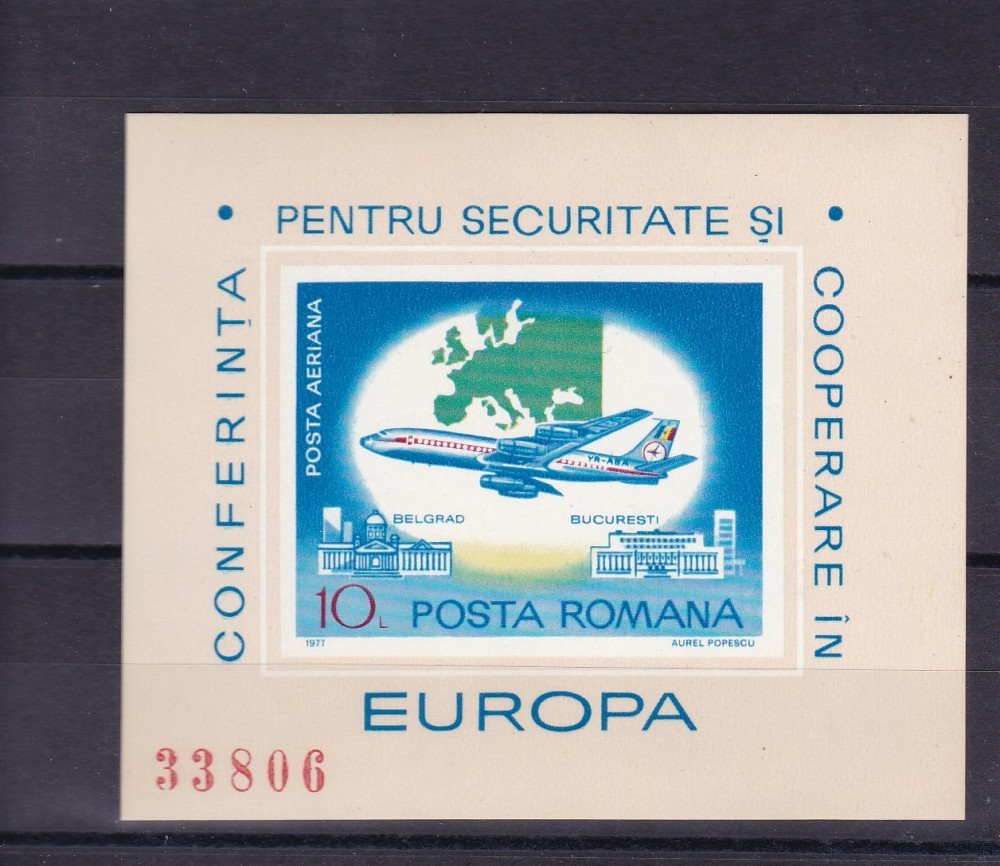 CONFERINȚA
PENTRU SECURITATE ȘI
COOPERARE ÎN
EUROPA
POSTA AERIANA
YR-ABA
BELGRAD
BUCURESTI
10L
POSTA ROMANA
1977
AUREL POPESCU
33806